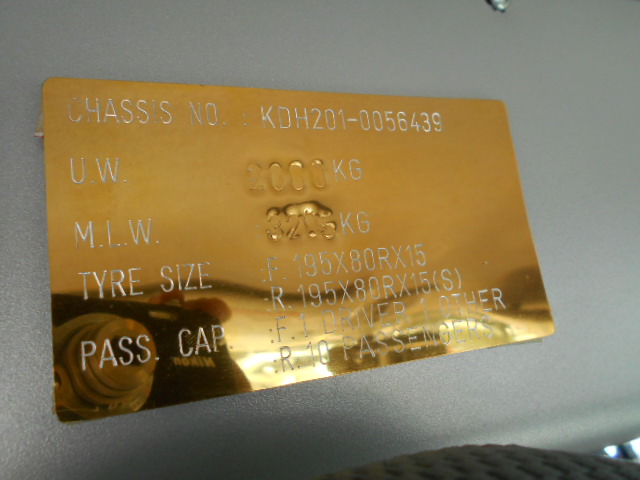 CHASSIS NO. : KDH201-0056439
U.W. 2000 KG
M.L.W. : 3205 KG
TYRE SIZE :F. 195X80RX15
:R. 195X80RX15(S)
PASS. CAP. :F. 1 DRIVER 1 OTHER
:R. 10 PASSENGERS